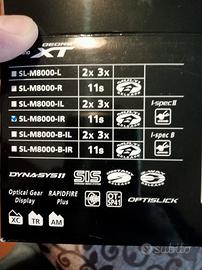 DEORE
XT
SL-M8000-L 2x 3x
SL-M8000-R 11s
SL-M8000-IL 2x 3x I-spec II
SL-M8000-IR 11s
SL-M8000-B-IL 2x 3x I-spec B
SL-M8000-B-IR 11s
DYNA-SYS11 SIS
Optical Gear Display RAPIDFIRE Plus OPTISLICK
XC TR AM
subito